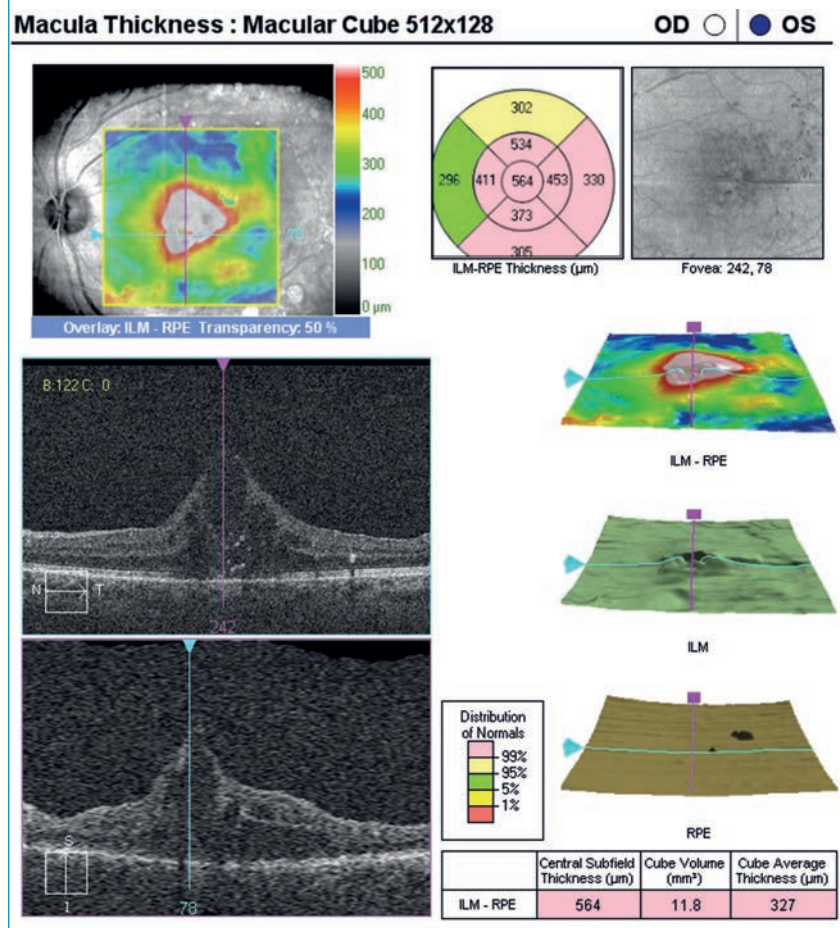 Macula Thickness : Macular Cube 512x128 OD OS
500
400
300
200
100
0 µm
78
Overlay: ILM - RPE Transparency: 50 %
302
534
296 411 564 453 330
373
305
ILM-RPE Thickness (µm)
Fovea: 242, 78
B:122 C: 0
N T
242
S
I
78
ILM - RPE
ILM
RPE
Distribution
of Normals
99%
95%
5%
1%
Central Subfield Thickness (µm) Cube Volume (mm³) Cube Average Thickness (µm)
ILM - RPE 564 11.8 327